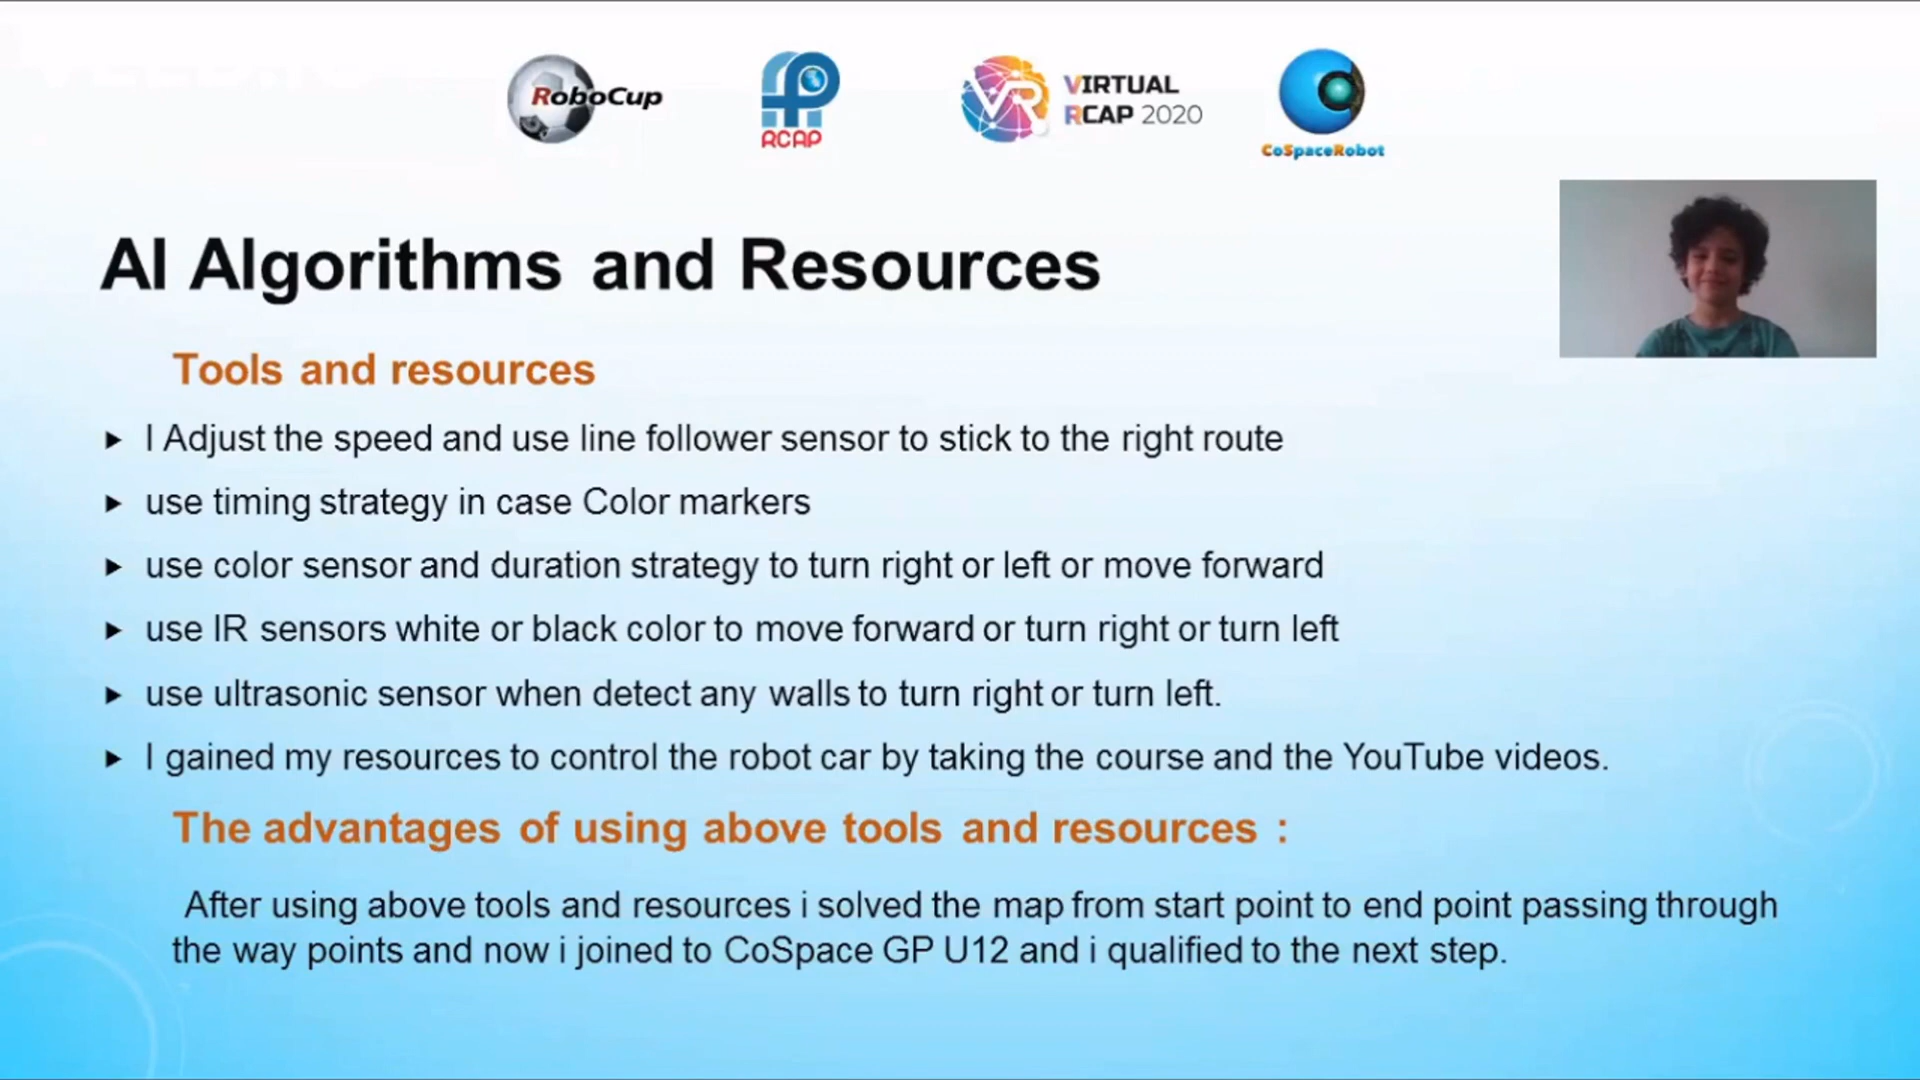 RoboCup
RCAP
VIRTUAL
RCAP 2020
CoSpaceRobot
AI Algorithms and Resources
Tools and resources
I Adjust the speed and use line follower sensor to stick to the right route
use timing strategy in case Color markers
use color sensor and duration strategy to turn right or left or move forward
use IR sensors white or black color to move forward or turn right or turn left
use ultrasonic sensor when detect any walls to turn right or turn left.
I gained my resources to control the robot car by taking the course and the YouTube videos.
The advantages of using above tools and resources :
After using above tools and resources i solved the map from start point to end point passing through
the way points and now i joined to CoSpace GP U12 and i qualified to the next step.